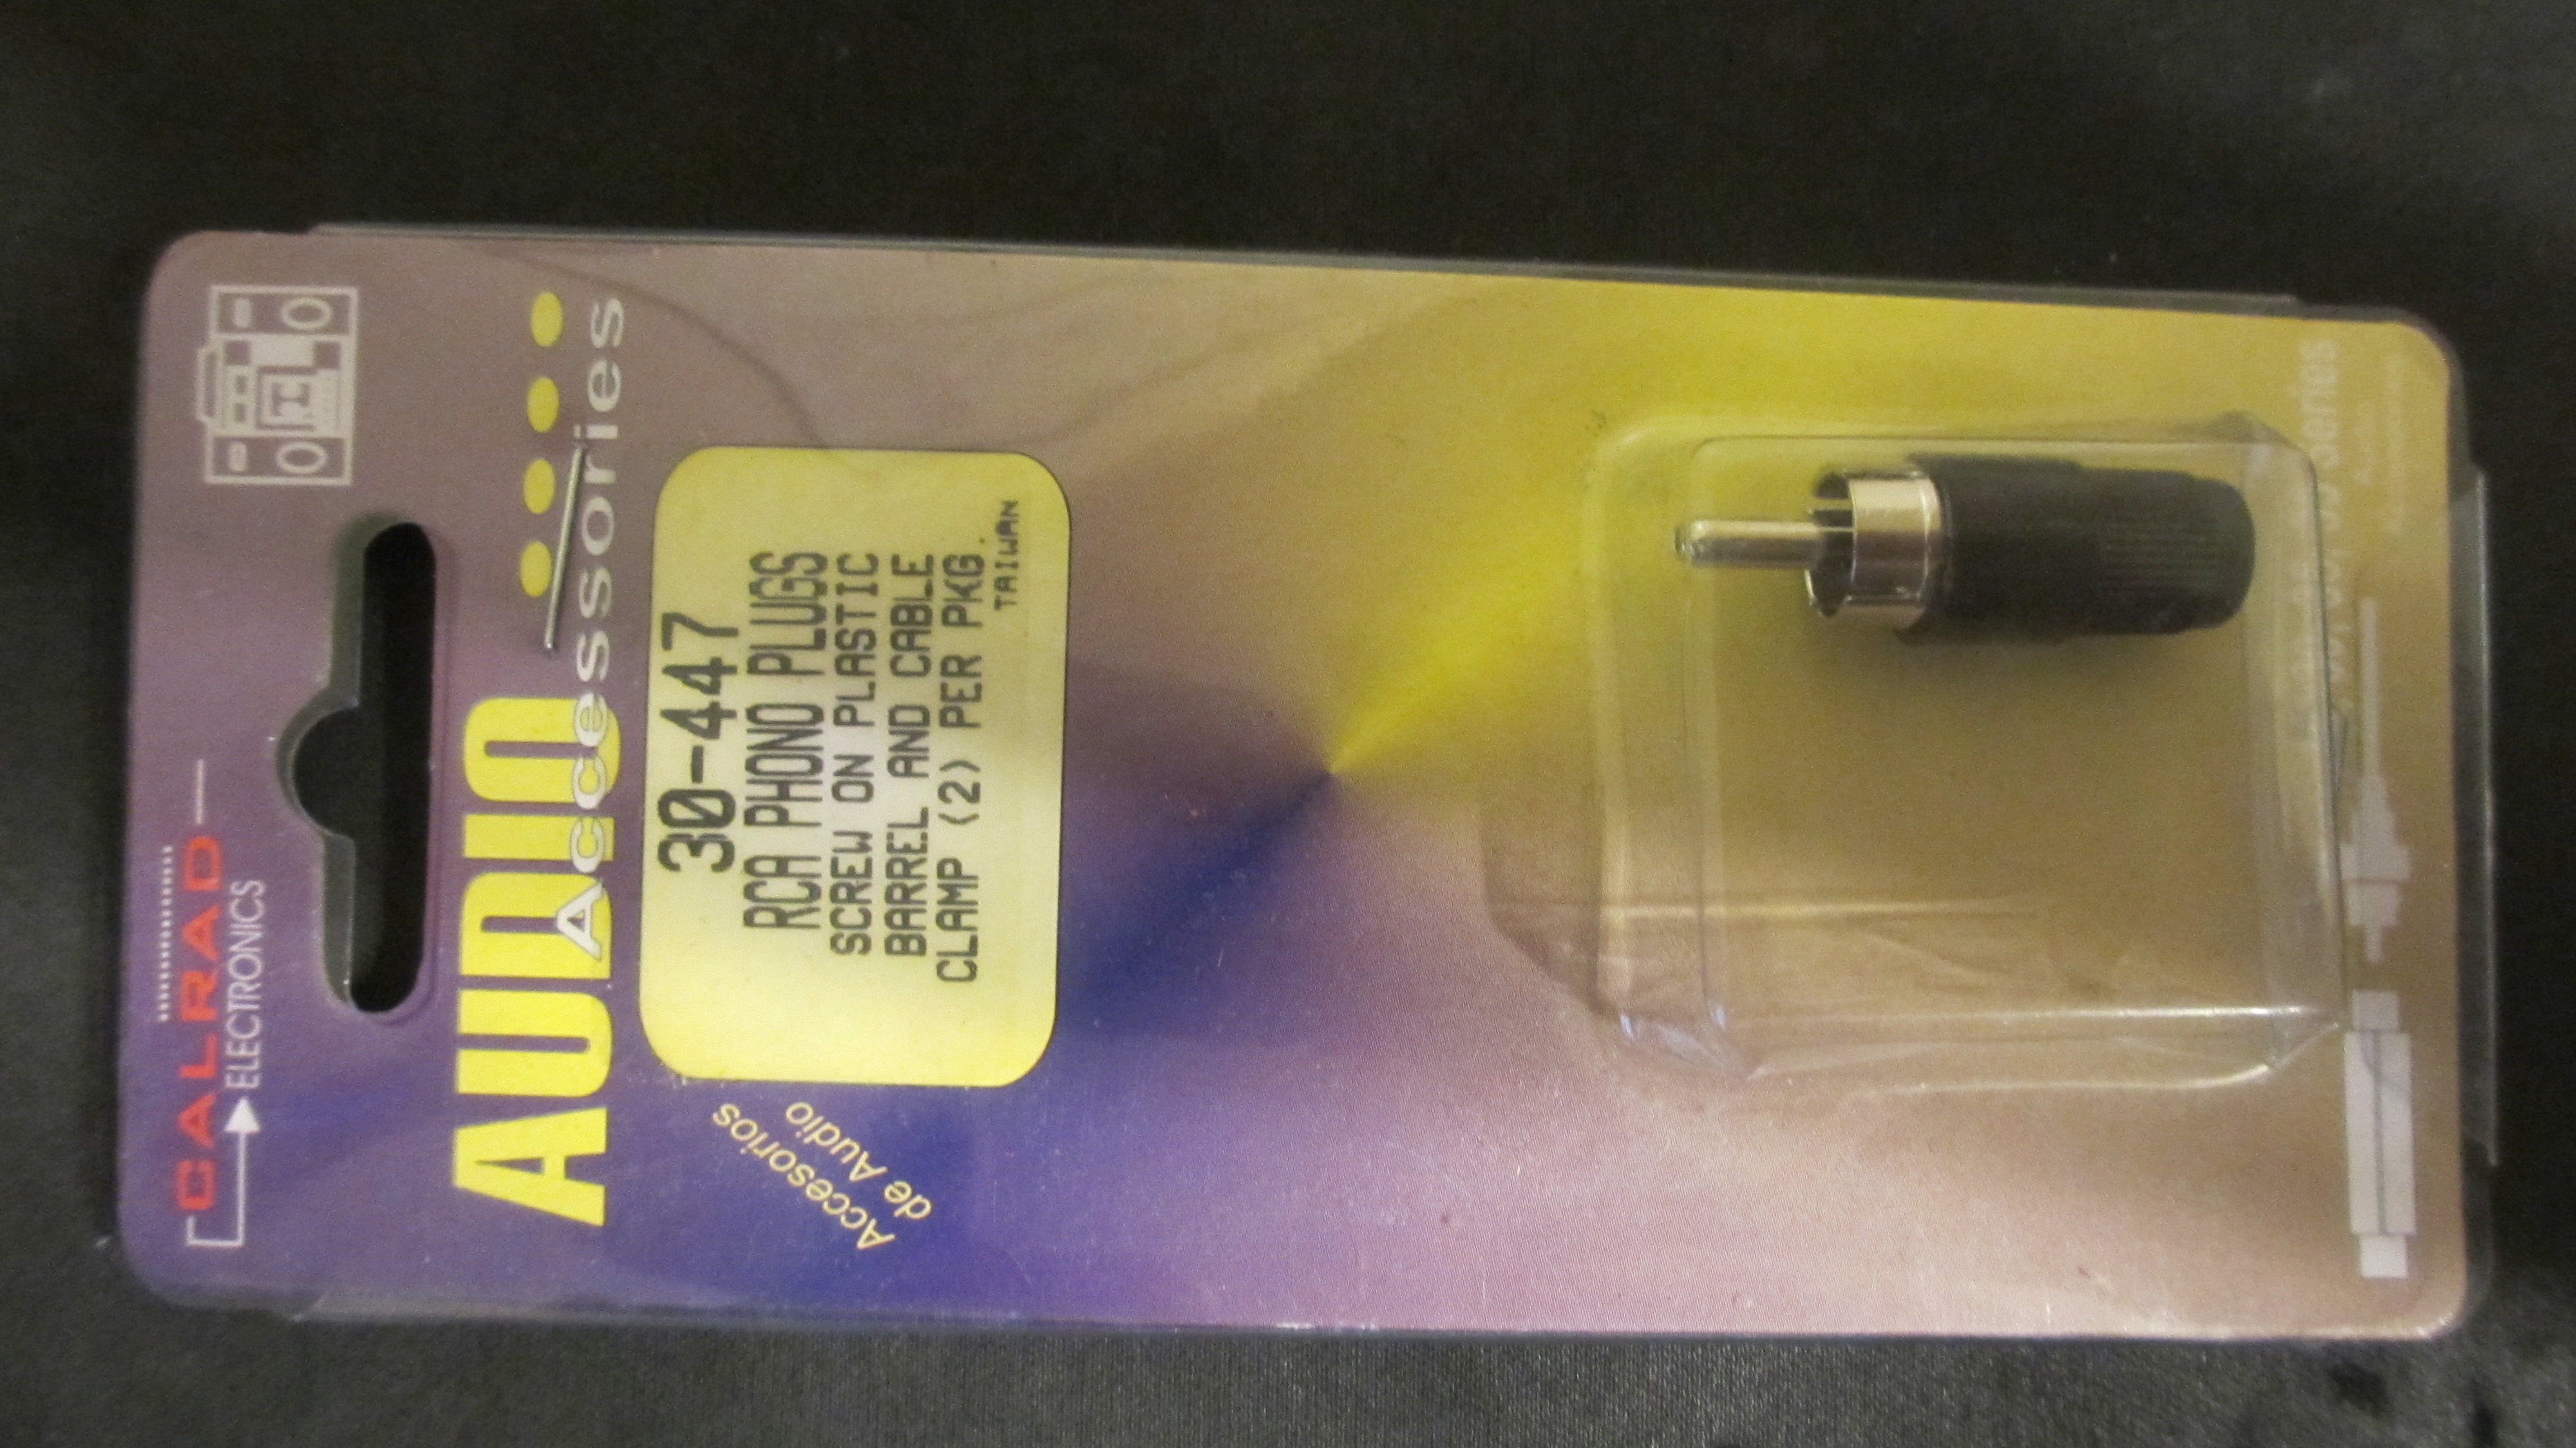 CALRAD
ELECTRONICS
AUDIO
Accessories
30-447
RCA PHONO PLUGS
SCREW ON PLASTIC
BARREL AND CABLE
CLAMP (2) PER PKG.
TAIWAN
Accesorios
de Audio